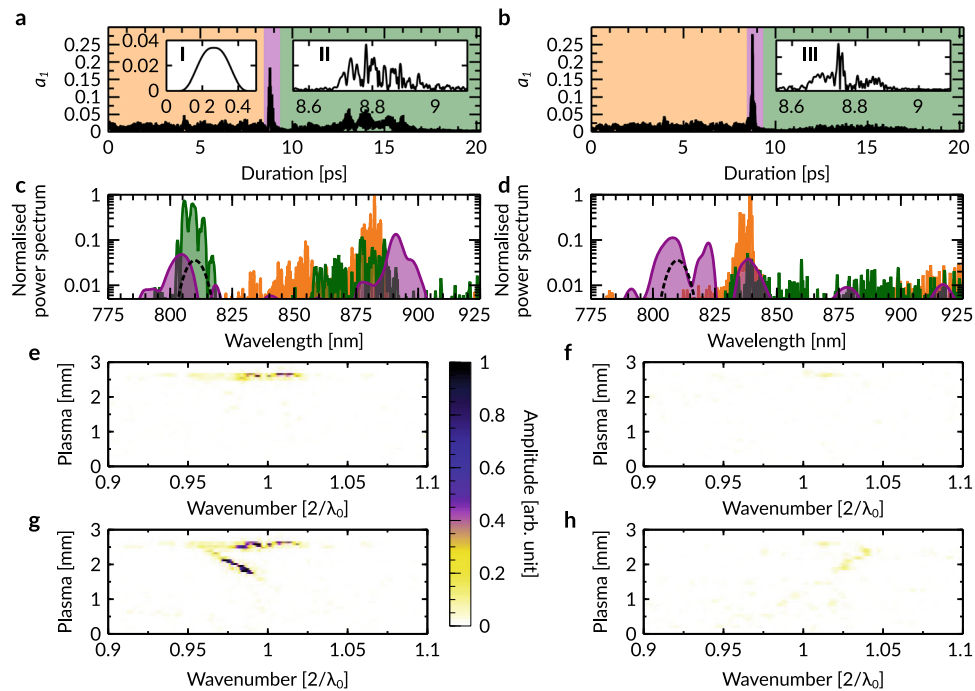 a
0.25
0.2
0.15
0.1
0.05
0
a₁
0.04
0.02
0
I
0 0.2 0.4
II
8.6 8.8 9
0 5 10 15 20
Duration [ps]
b
0.25
0.2
0.15
0.1
0.05
0
a₁
III
8.6 8.8 9
0 5 10 15 20
Duration [ps]
c
1
0.1
0.01
Normalised
power spectrum
775 800 825 850 875 900 925
Wavelength [nm]
d
1
0.1
0.01
Normalised
power spectrum
775 800 825 850 875 900 925
Wavelength [nm]
e
3
2
1
0
Plasma [mm]
0.9 0.95 1 1.05 1.1
Wavenumber [2/λ₀]
1
0.8
0.6
0.4
0.2
0
Amplitude [arb. unit]
f
3
2
1
0
Plasma [mm]
0.9 0.95 1 1.05 1.1
Wavenumber [2/λ₀]
g
3
2
1
0
Plasma [mm]
0.9 0.95 1 1.05 1.1
Wavenumber [2/λ₀]
h
3
2
1
0
Plasma [mm]
0.9 0.95 1 1.05 1.1
Wavenumber [2/λ₀]